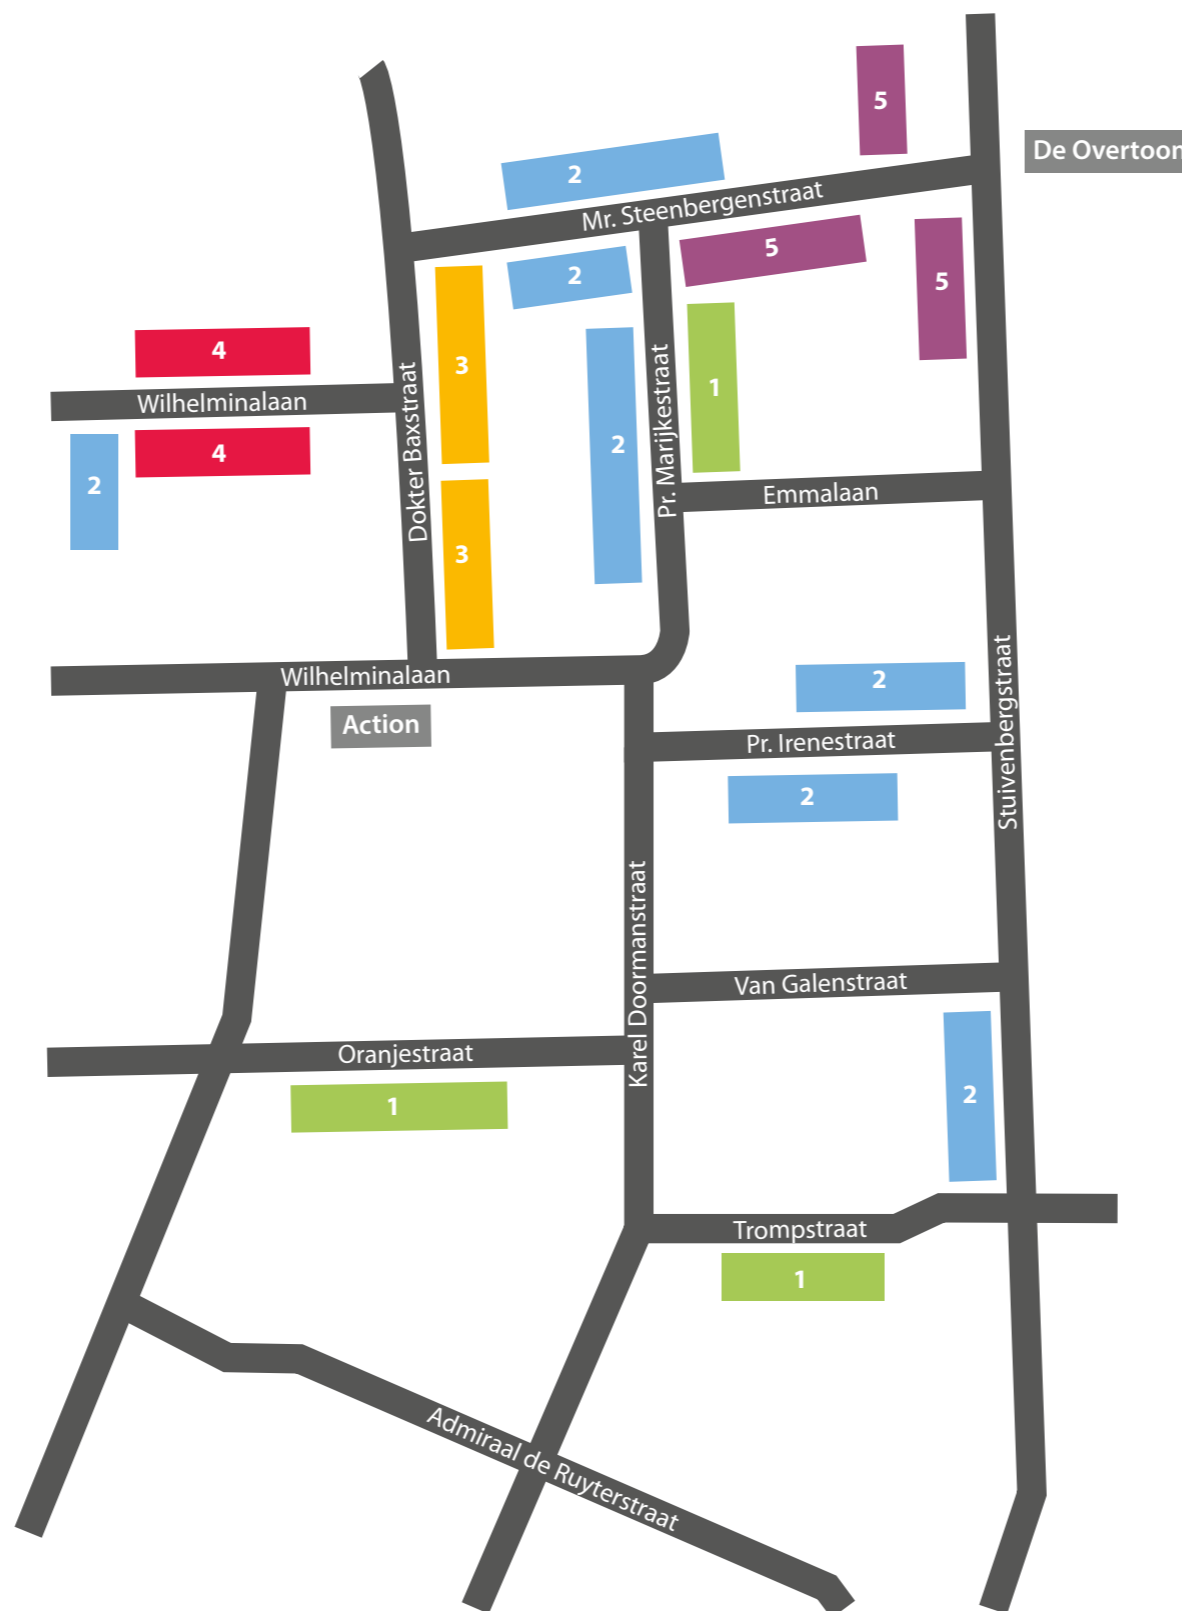 5
De Overtoon
2
Mr. Steenbergenstraat
5
2
5
3
1
4
Wilhelminalaan
4
2
Dokter Baxstraat
Pr. Marijkestraat
2
Emmalaan
3
Wilhelminalaan
Action
2
Stuivenbergstraat
Pr. Irenestraat
2
Karel Doormanstraat
Van Galenstraat
Oranjestraat
1
2
Trompstraat
1
Admiraal de Ruyterstraat